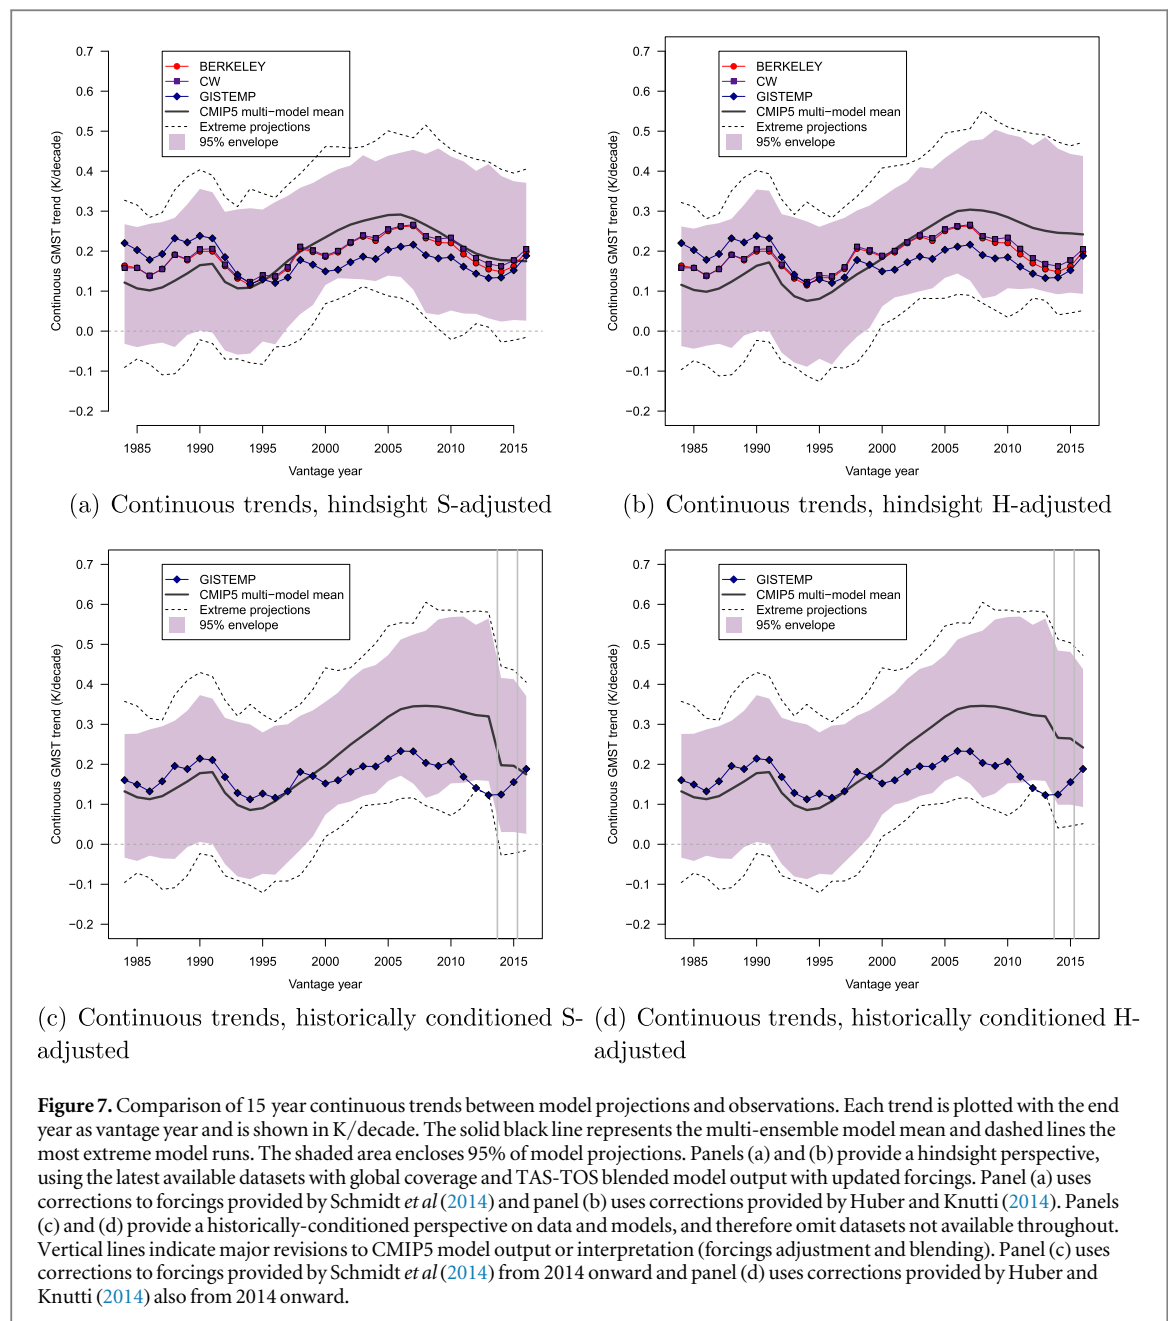 0.7
0.6
0.5
0.4
0.3
0.2
0.1
0.0
−0.1
−0.2
Continuous GMST trend (K/decade)
BERKELEY
CW
GISTEMP
CMIP5 multi−model mean
Extreme projections
95% envelope
1985 1990 1995 2000 2005 2010 2015
Vantage year
(a) Continuous trends, hindsight S-adjusted
0.7
0.6
0.5
0.4
0.3
0.2
0.1
0.0
−0.1
−0.2
Continuous GMST trend (K/decade)
BERKELEY
CW
GISTEMP
CMIP5 multi−model mean
Extreme projections
95% envelope
1985 1990 1995 2000 2005 2010 2015
Vantage year
(b) Continuous trends, hindsight H-adjusted
0.7
0.6
0.5
0.4
0.3
0.2
0.1
0.0
−0.1
−0.2
Continuous GMST trend (K/decade)
GISTEMP
CMIP5 multi−model mean
Extreme projections
95% envelope
1985 1990 1995 2000 2005 2010 2015
Vantage year
(c) Continuous trends, historically conditioned S-
adjusted
0.7
0.6
0.5
0.4
0.3
0.2
0.1
0.0
−0.1
−0.2
Continuous GMST trend (K/decade)
GISTEMP
CMIP5 multi−model mean
Extreme projections
95% envelope
1985 1990 1995 2000 2005 2010 2015
Vantage year
(d) Continuous trends, historically conditioned H-
adjusted
Figure 7. Comparison of 15 year continuous trends between model projections and observations. Each trend is plotted with the end
year as vantage year and is shown in K/decade. The solid black line represents the multi-ensemble model mean and dashed lines the
most extreme model runs. The shaded area encloses 95% of model projections. Panels (a) and (b) provide a hindsight perspective,
using the latest available datasets with global coverage and TAS-TOS blended model output with updated forcings. Panel (a) uses
corrections to forcings provided by Schmidt et al (2014) and panel (b) uses corrections provided by Huber and Knutti (2014). Panels
(c) and (d) provide a historically-conditioned perspective on data and models, and therefore omit datasets not available throughout.
Vertical lines indicate major revisions to CMIP5 model output or interpretation (forcings adjustment and blending). Panel (c) uses
corrections to forcings provided by Schmidt et al (2014) from 2014 onward and panel (d) uses corrections provided by Huber and
Knutti (2014) also from 2014 onward.